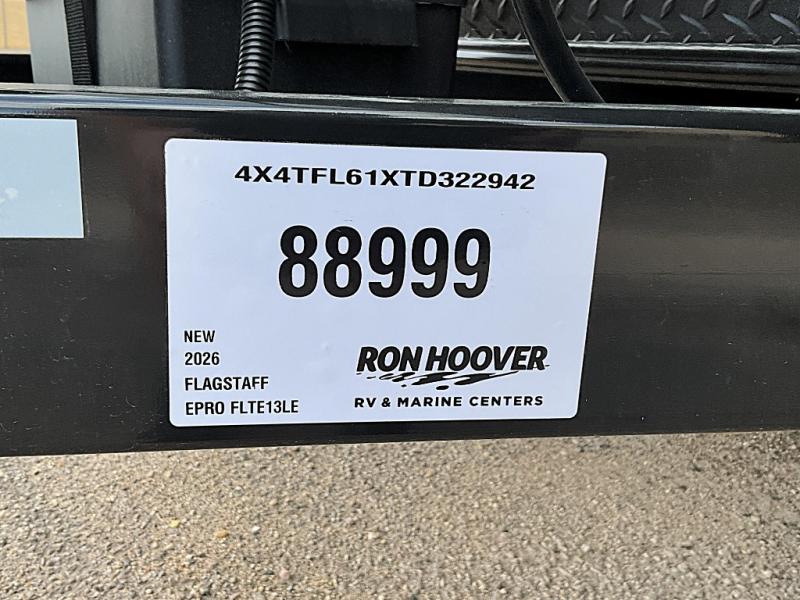 4X4TFL61XTD322942
88999
NEW
2026
FLAGSTAFF
EPRO FLTE13LE
RON HOOVER
RV & MARINE CENTERS